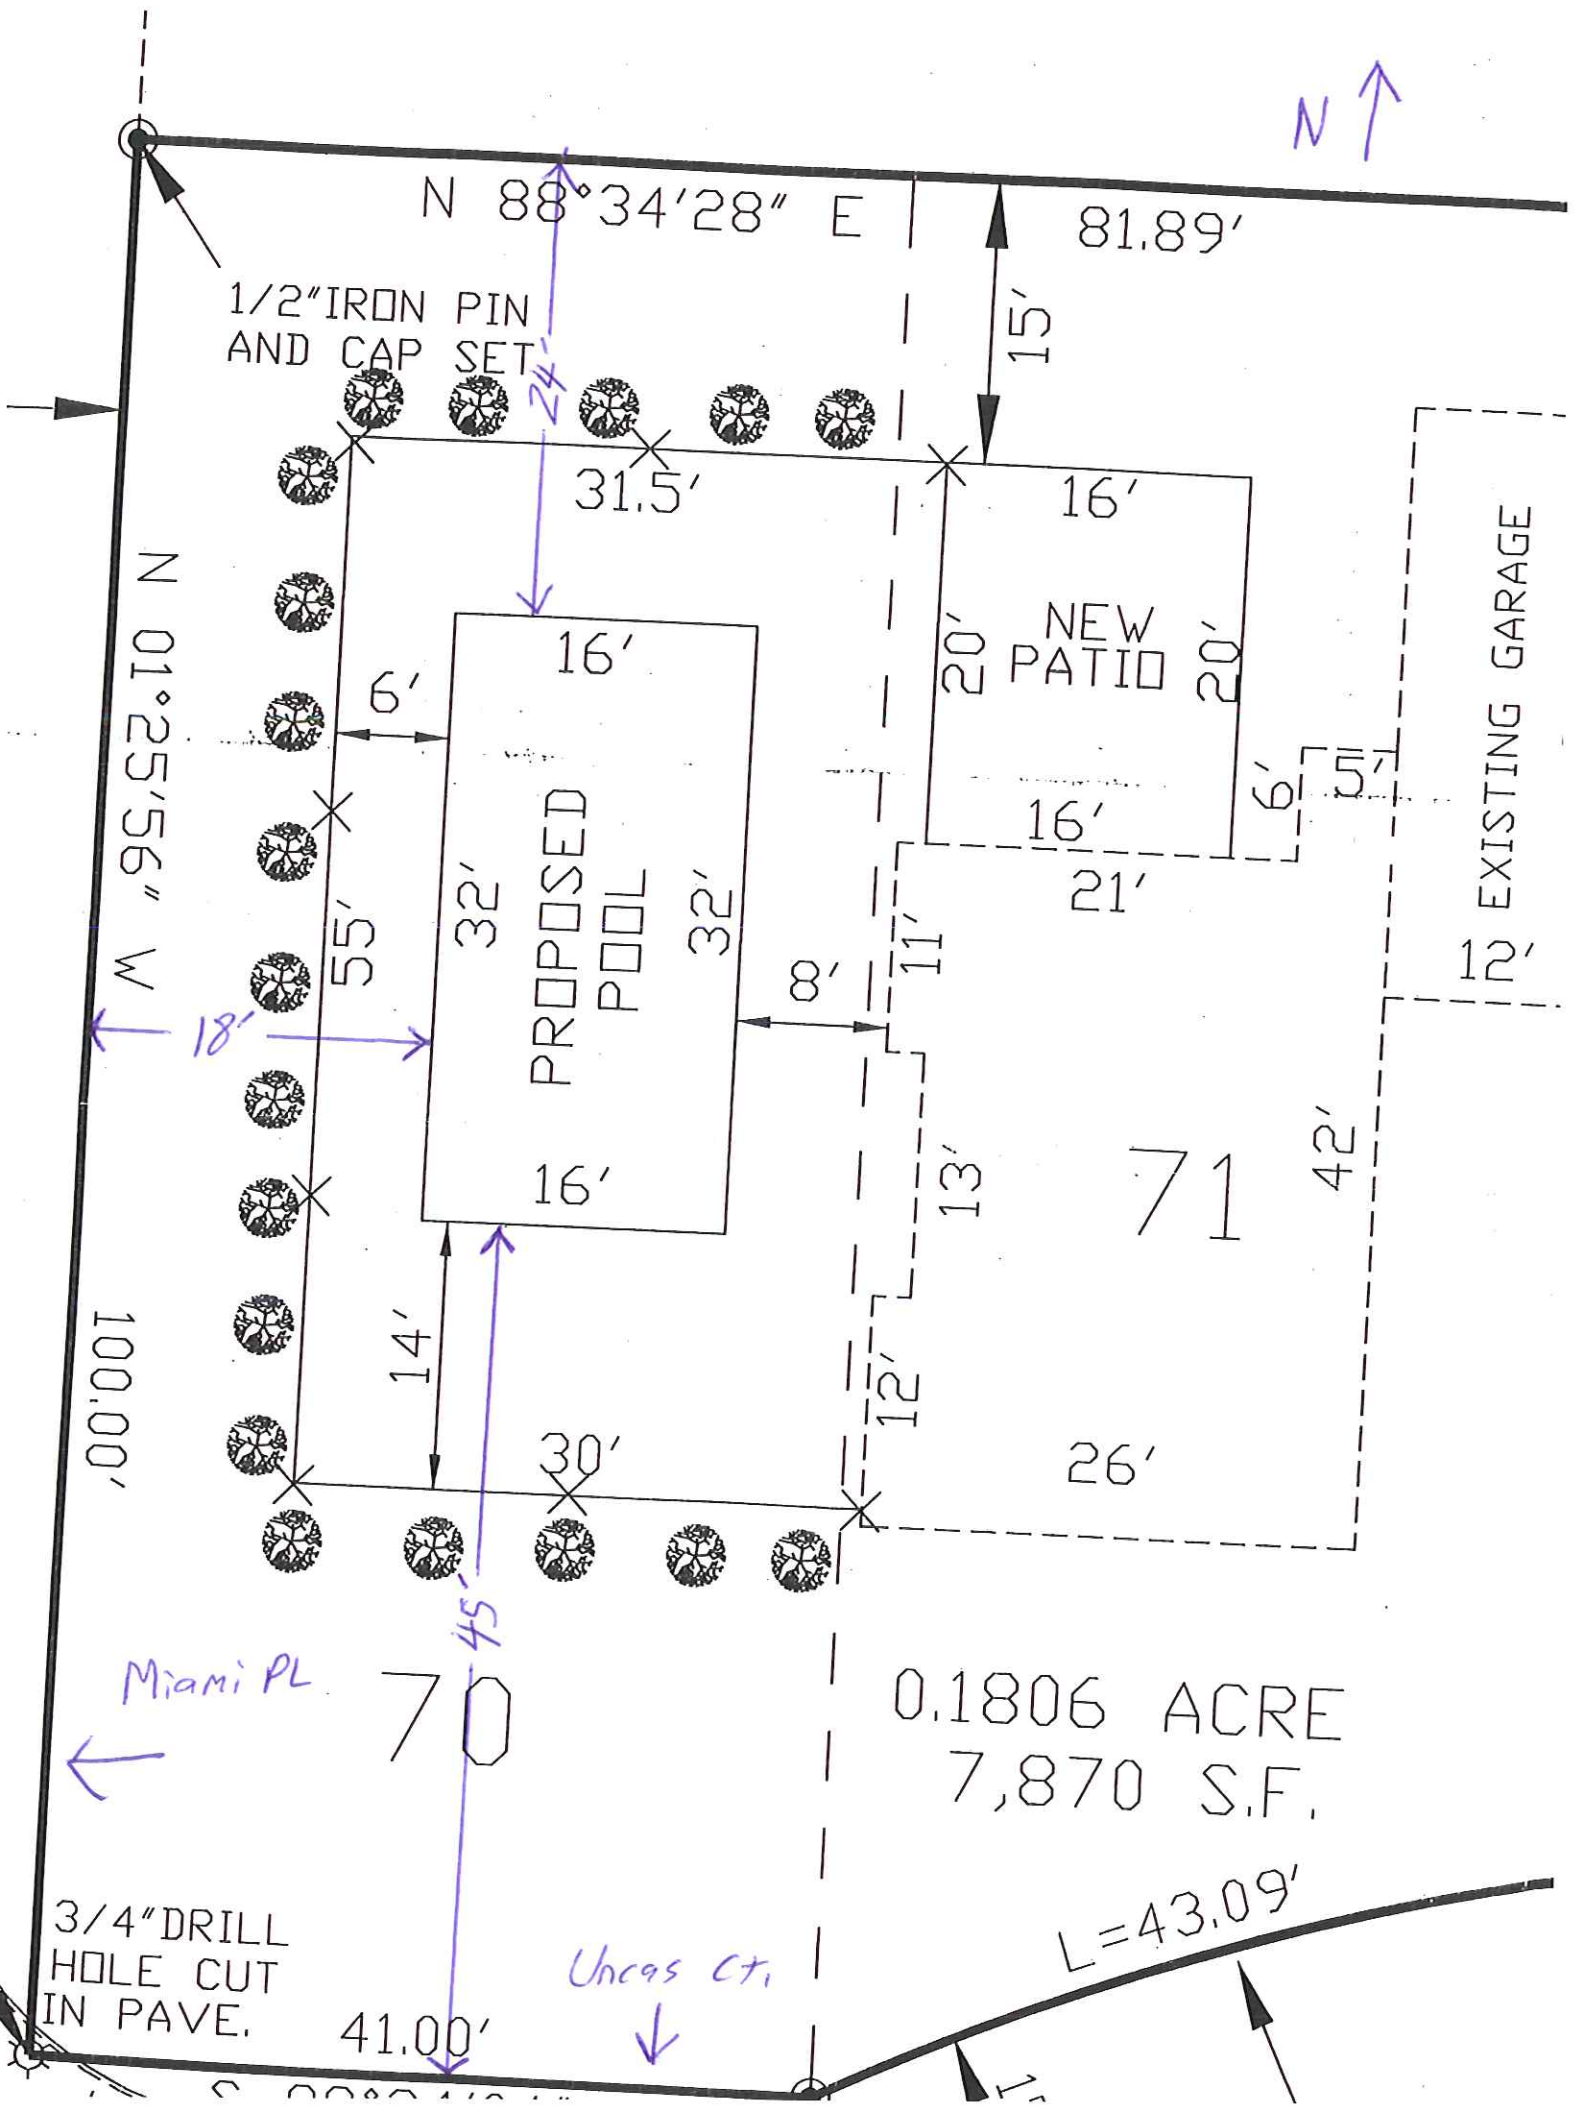 N
N 88°34'28" E
81.89'
1/2"IRON PIN
AND CAP SET
24'
15'
31.5'
16'
N 01°25'56" W
100.00'
NEW
PATIO
20'
20'
16'
6'
5'
EXISTING GARAGE
12'
16'
6'
PROPOSED
POOL
32'
32'
55'
21'
11'
8'
18'
13'
71
42'
16'
14'
12'
30'
26'
45'
Miami PL.
70
0.1806 ACRE
7,870 S.F.
3/4"DRILL
HOLE CUT
IN PAVE.
41.00'
Uncas Ct.
L=43.09'